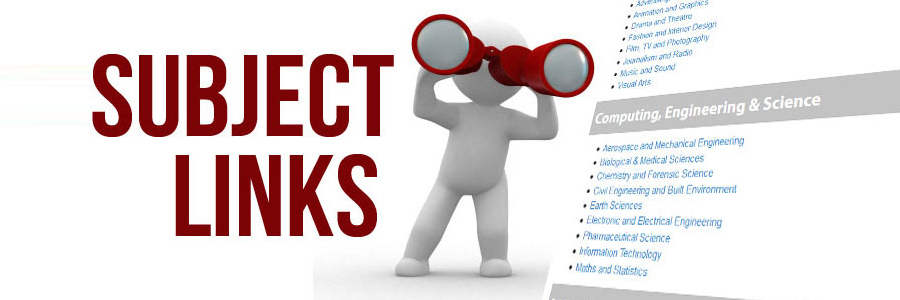 SUBJECT
LINKS
Animation and Graphics
Drama and Theatre
Fashion and Interior Design
Film, TV and Photography
Journalism and Radio
Music and Sound
Visual Arts
Computing, Engineering & Science
Aerospace and Mechanical Engineering
Biological & Medical Sciences
Chemistry and Forensic Science
Civil Engineering and Built Environment
Earth Sciences
Electronic and Electrical Engineering
Pharmaceutical Science
Information Technology
Maths and Statistics